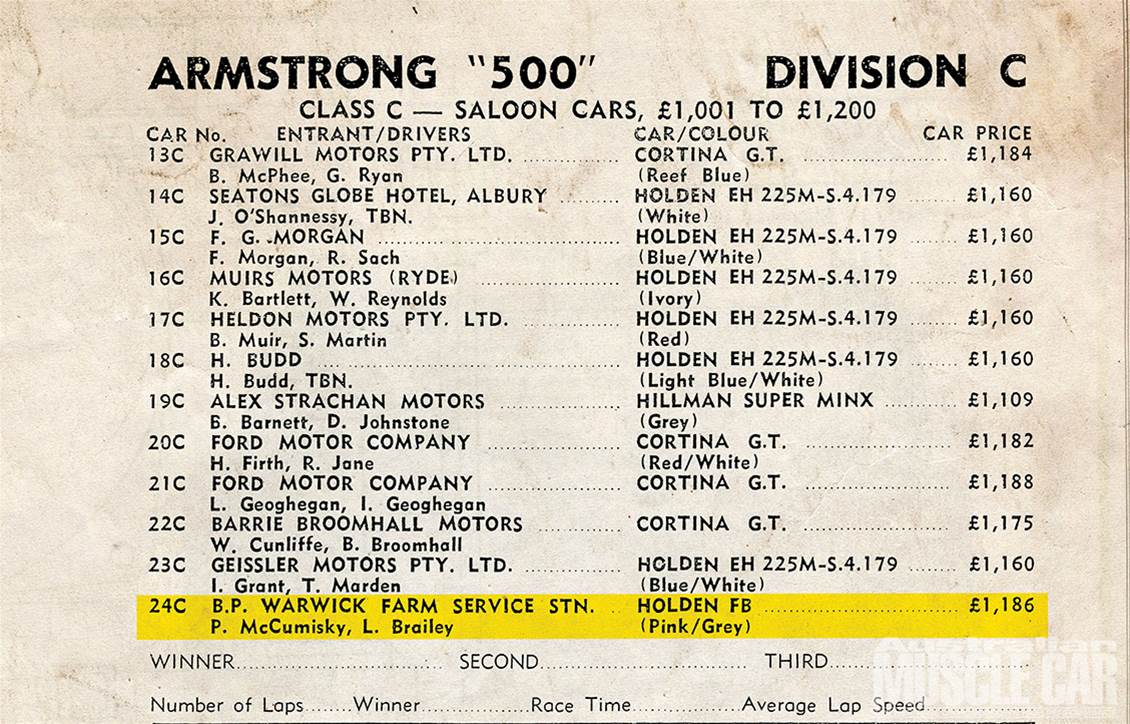 ARMSTRONG "500" DIVISION C
CLASS C — SALOON CARS, £1,001 TO £1,200
CAR No. ENTRANT/DRIVERS CAR/COLOUR CAR PRICE
13C GRAWILL MOTORS PTY. LTD. .................. CORTINA G.T. .......................... £1,184
B. McPhee, G. Ryan (Reef Blue)
14C SEATONS GLOBE HOTEL, ALBURY ........... HOLDEN EH 225M-S.4.179 ......... £1,160
J. O'Shannessy, TBN. (White)
15C F. G. MORGAN ............................................. HOLDEN EH 225M-S.4.179 ......... £1,160
F. Morgan, R. Sach (Blue/White)
16C MUIRS MOTORS (RYDE) ............................. HOLDEN EH 225M-S.4.179 ......... £1,160
K. Bartlett, W. Reynolds (Ivory)
17C HELDON MOTORS PTY. LTD. .................. HOLDEN EH 225M-S.4.179 ......... £1,160
B. Muir, S. Martin (Red)
18C H. BUDD ......................................................... HOLDEN EH 225M-S.4.179 ......... £1,160
H. Budd, TBN. (Light Blue/White)
19C ALEX STRACHAN MOTORS ....................... HILLMAN SUPER MINX .............. £1,109
B. Barnett, D. Johnstone (Grey)
20C FORD MOTOR COMPANY ......................... CORTINA G.T. .......................... £1,182
H. Firth, R. Jane (Red/White)
21C FORD MOTOR COMPANY ......................... CORTINA G.T. .......................... £1,188
L. Geoghegan, I. Geoghegan
22C BARRIE BROOMHALL MOTORS ............... CORTINA G.T. .......................... £1,175
W. Cunliffe, B. Broomhall
23C GEISSLER MOTORS PTY. LTD. .................. HOLDEN EH 225M-S.4.179 ......... £1,160
I. Grant, T. Marden (Blue/White)
24C B.P. WARWICK FARM SERVICE STN. .. HOLDEN FB ................................. £1,186
P. McCumisky, L. Brailey (Pink/Grey)
WINNER.................................... SECOND.................................... THIRD....................................
Number of Laps ........Winner....................Race Time........................Average Lap Speed....................
Australian
MUSCLE CAR